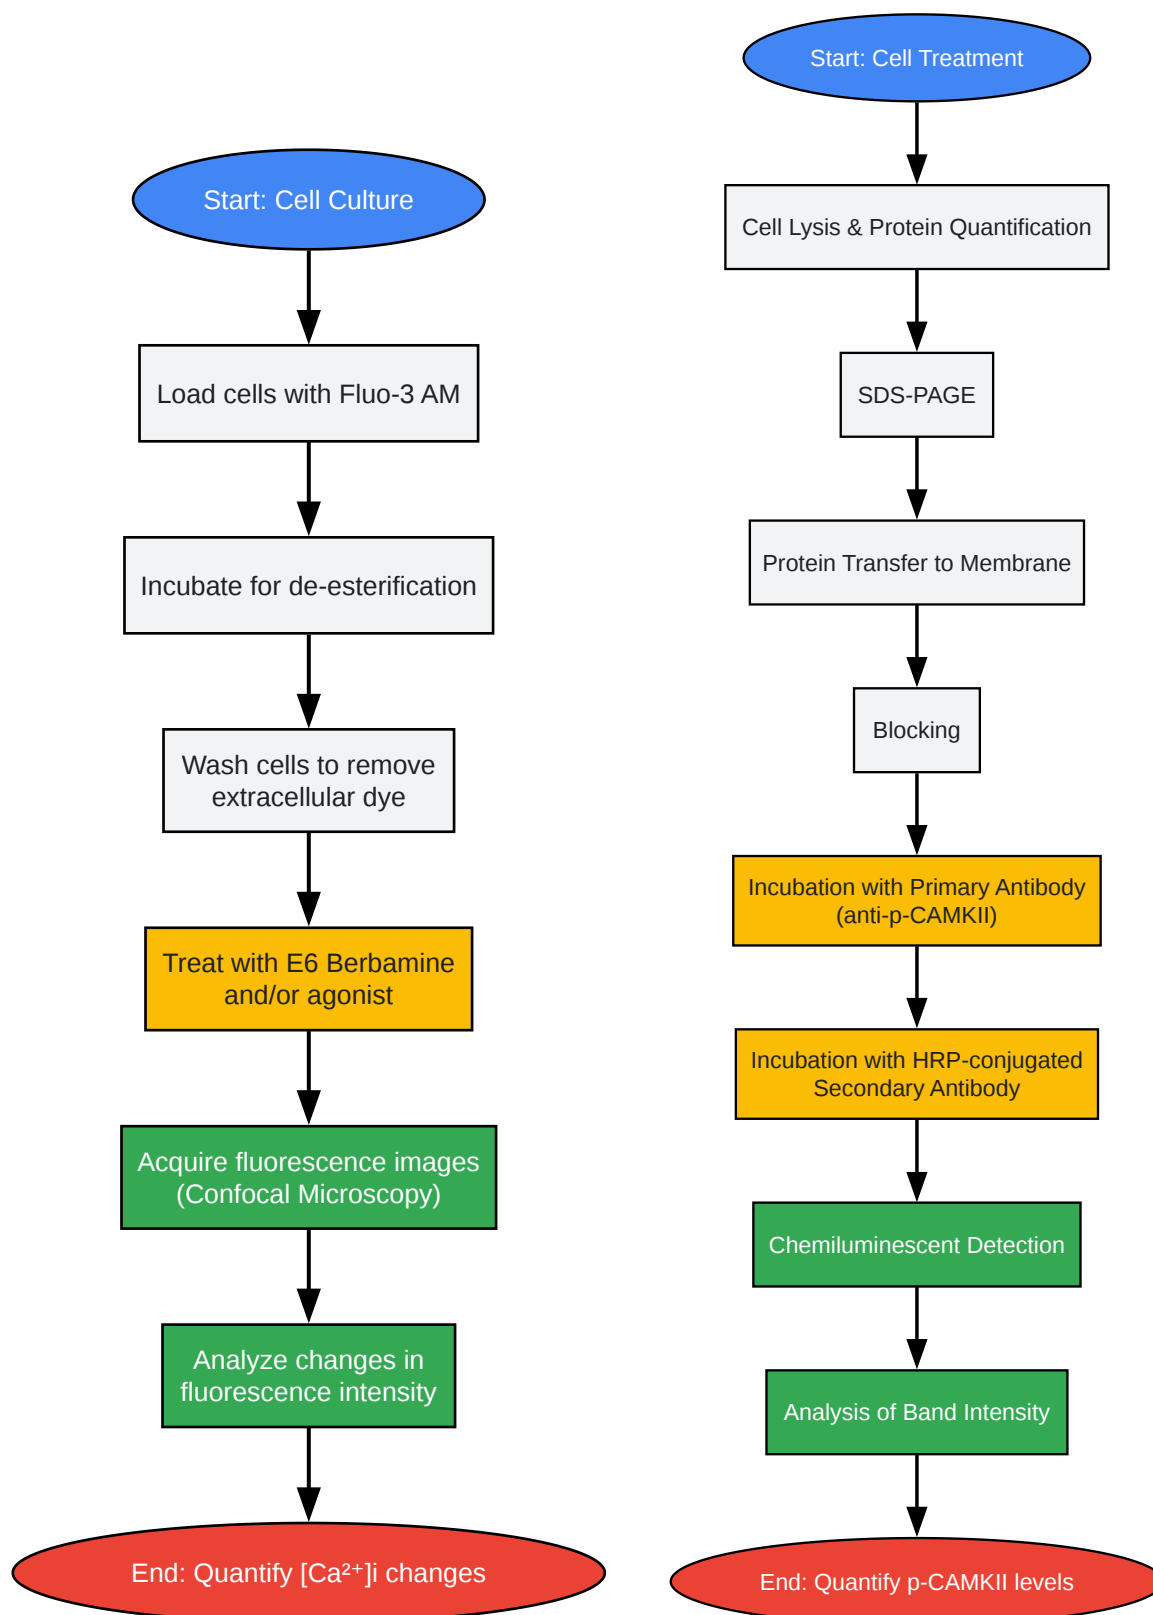 Start: Cell Culture
Load cells with Fluo-3 AM
Incubate for de-esterification
Wash cells to remove
extracellular dye
Treat with E6 Berbamine
and/or agonist
Acquire fluorescence images
(Confocal Microscopy)
Analyze changes in
fluorescence intensity
End: Quantify [Ca²⁺]i changes
Start: Cell Treatment
Cell Lysis & Protein Quantification
SDS-PAGE
Protein Transfer to Membrane
Blocking
Incubation with Primary Antibody
(anti-p-CAMKII)
Incubation with HRP-conjugated
Secondary Antibody
Chemiluminescent Detection
Analysis of Band Intensity
End: Quantify p-CAMKII levels